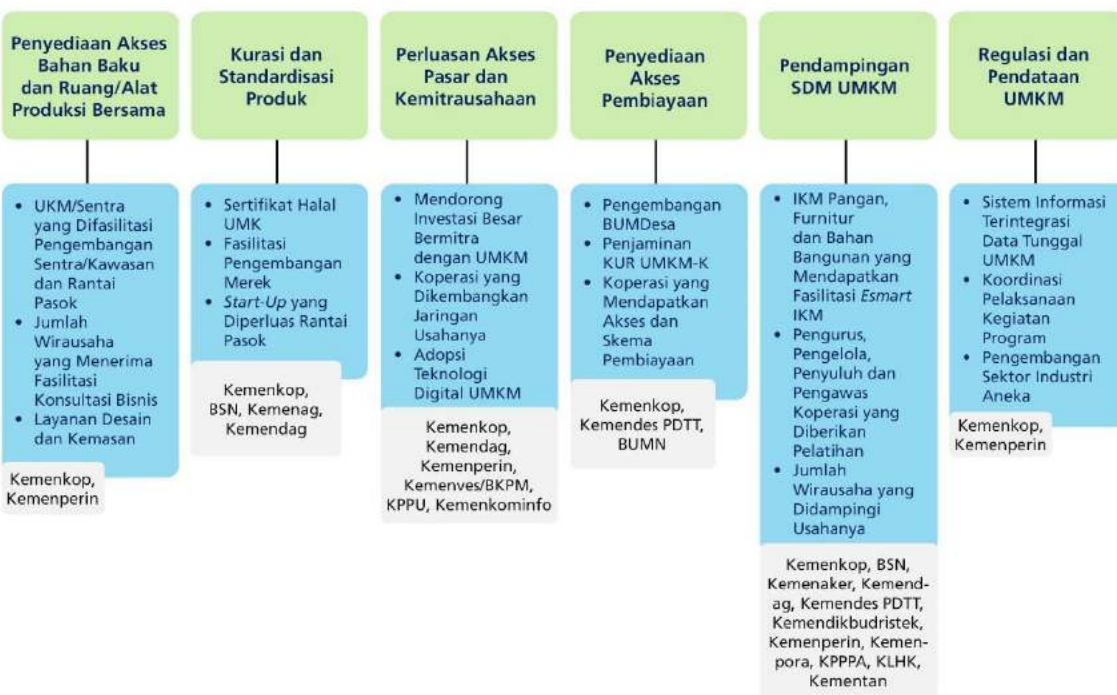 Penyediaan Akses
Bahan Baku
dan Ruang/Alat
Produksi Bersama
• UKM/Sentra
yang Difasilitasi
Pengembangan
Sentra/Kawasan
dan Rantai
Pasok
• Jumlah
Wirausaha
yang Menerima
Fasilitasi
Konsultasi Bisnis
• Layanan Desain
dan Kemasan
Kemenkop,
Kemenperin
Kurasi dan
Standardisasi
Produk
• Sertifikat Halal
UMK
• Fasilitasi
Pengembangan
Merek
• Start-Up yang
Diperluas Rantai
Pasok
Kemenkop,
BSN, Kemenag,
Kemendag
Perluasan Akses
Pasar dan
Kemitrausahaan
• Mendorong
Investasi Besar
Bermitra
dengan UMKM
• Koperasi yang
Dikembangkan
Jaringan
Usahanya
• Adopsi
Teknologi
Digital UMKM
Kemenkop,
Kemendag,
Kemenperin,
Kemenves/BKPM,
KPPU, Kemenkominfo
Penyediaan
Akses
Pembiayaan
• Pengembangan
BUMDesa
• Penjaminan
KUR UMKM-K
• Koperasi yang
Mendapatkan
Akses dan
Skema
Pembiayaan
Kemenkop,
Kemendes PDTT,
BUMN
Pendampingan
SDM UMKM
• IKM Pangan,
Furnitur
dan Bahan
Bangunan yang
Mendapatkan
Fasilitasi Esmart
IKM
• Pengurus,
Pengelola,
Penyuluh dan
Pengawas
Koperasi yang
Diberikan
Pelatihan
• Jumlah
Wirausaha yang
Didampingi
Usahanya
Kemenkop, BSN,
Kemenaker, Kemend-
ag, Kemendes PDTT,
Kemendikbudristek,
Kemenperin, Kemen-
pora, KPPPA, KLHK,
Kementan
Regulasi dan
Pendataan
UMKM
• Sistem Informasi
Terintegrasi
Data Tunggal
UMKM
• Koordinasi
Pelaksanaan
Kegiatan
Program
• Pengembangan
Sektor Industri
Aneka
Kemenkop,
Kemenperin